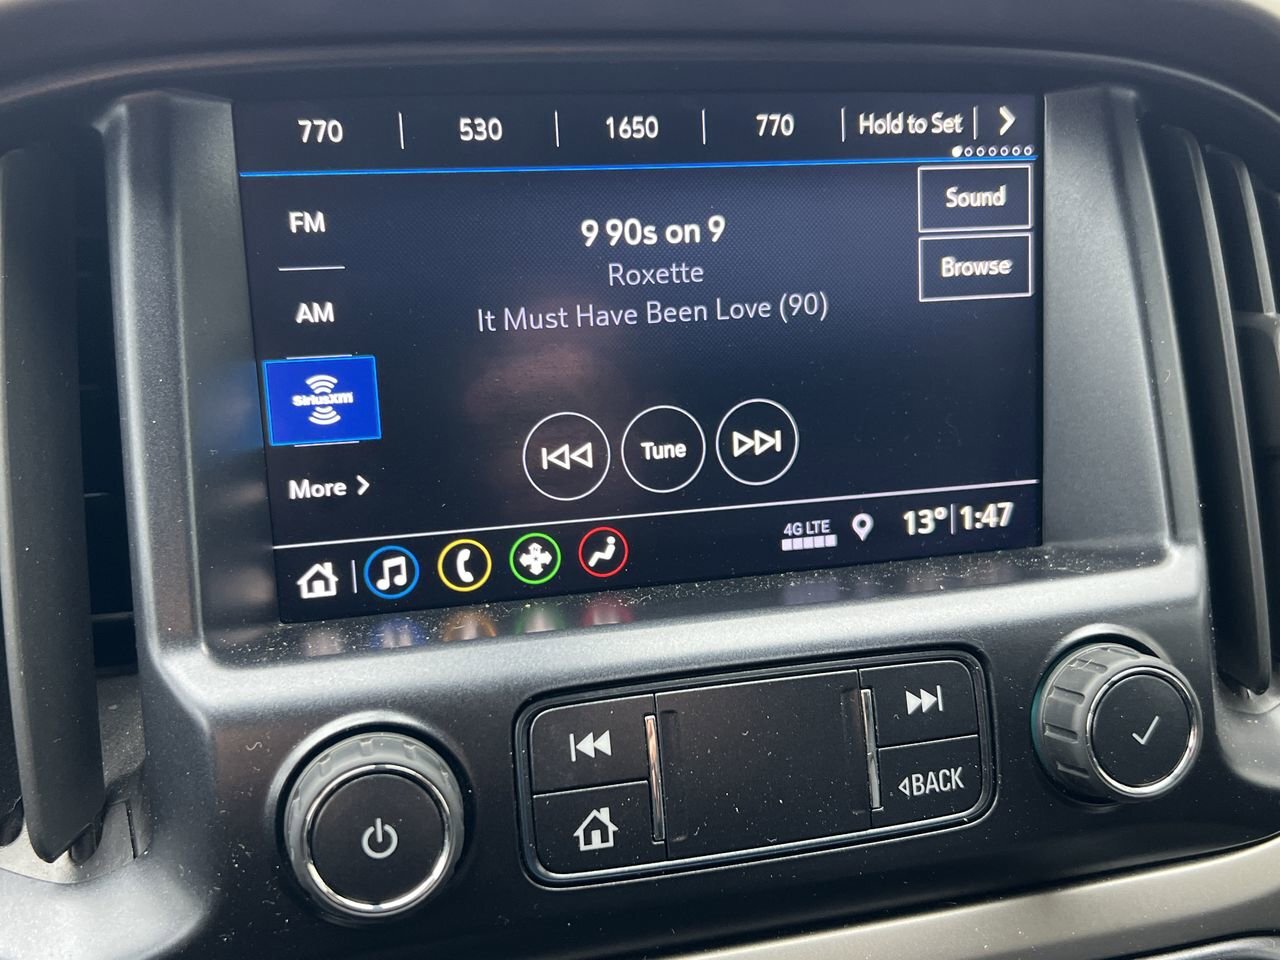 770 530 1650 770 Hold to Set
FM
9 90s on 9
Sound
Roxette
Browse
AM
It Must Have Been Love (90)
SiriusXM
Tune
More
4G LTE
13° 1:47
BACK